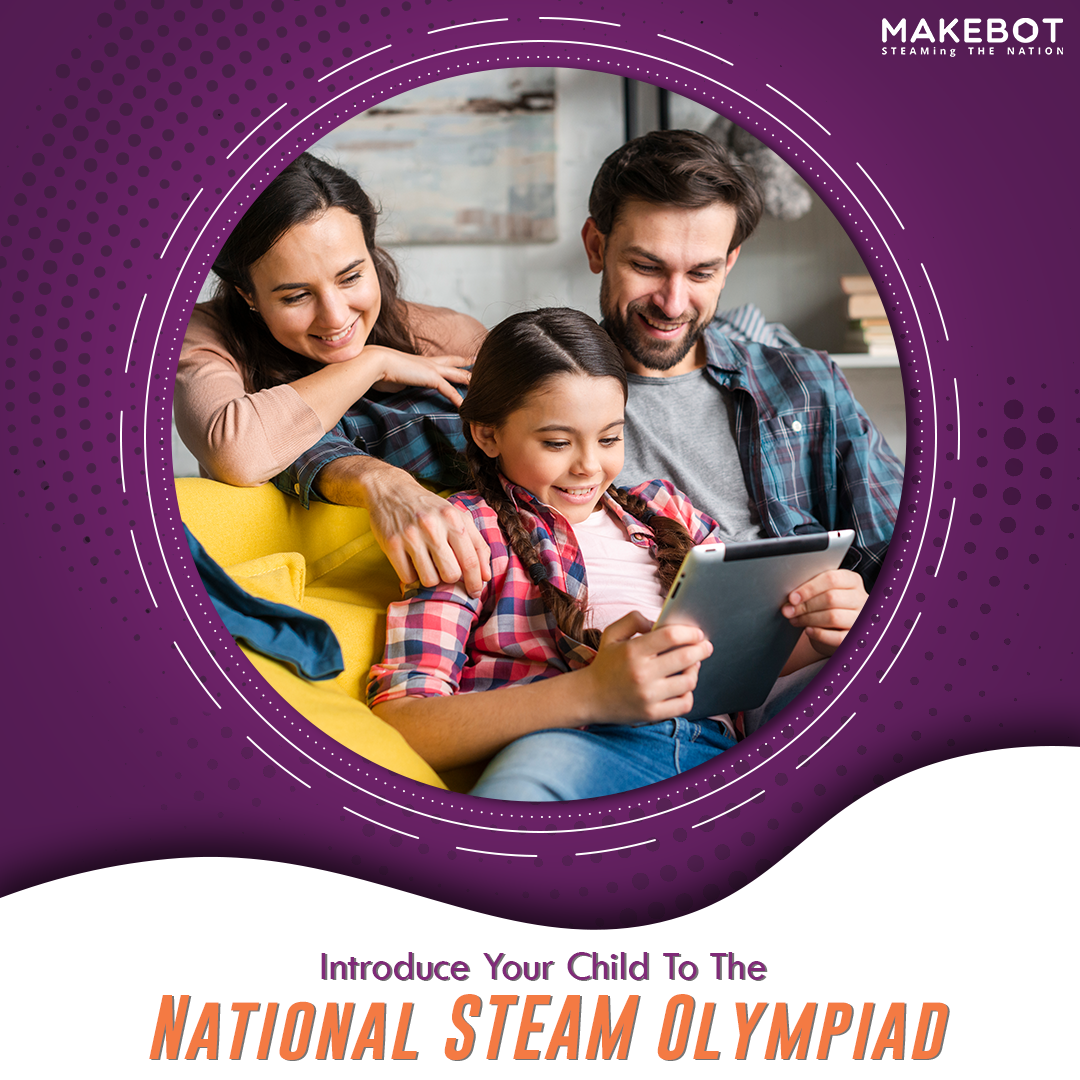 MAKEBOT
STEAMing THE NATION
Introduce Your Child To The
National STEAM Olympiad